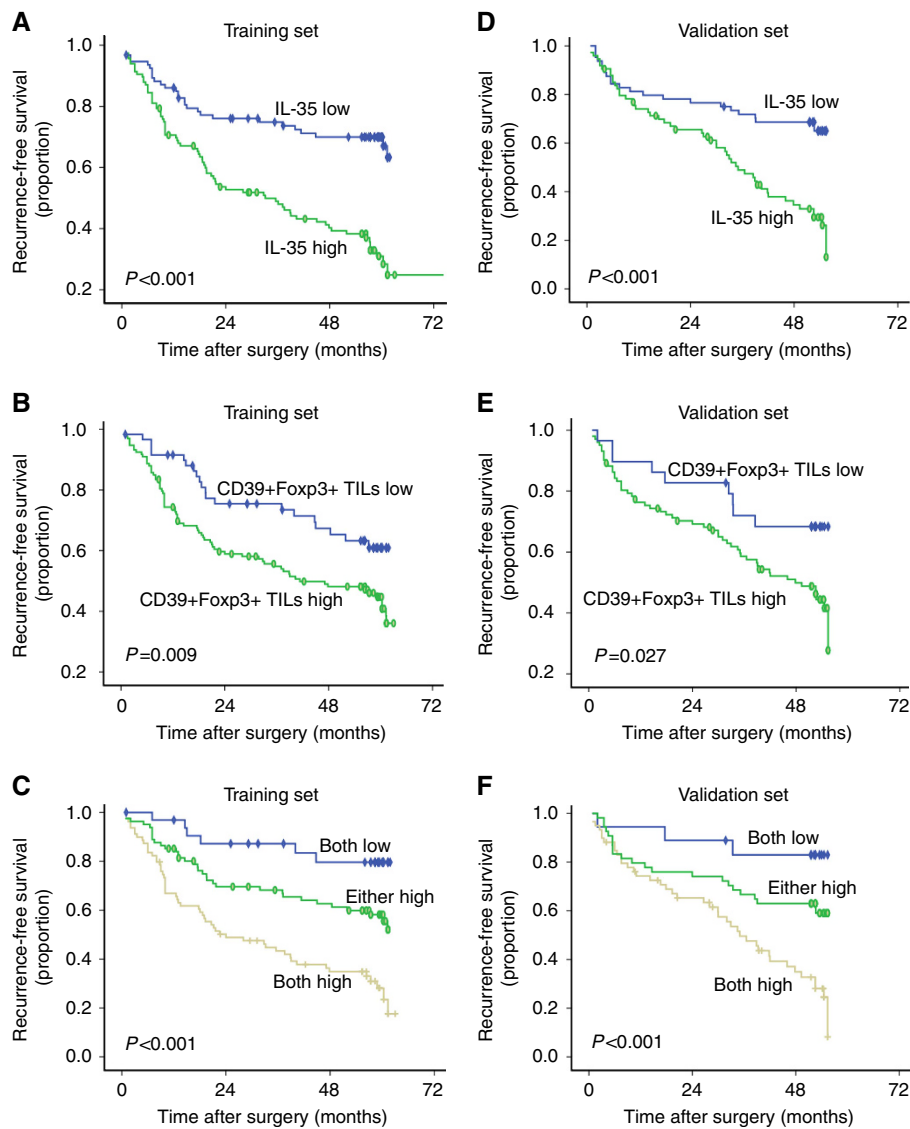 A
Training set
Recurrence-free survival
(proportion)
1.0
0.8
0.6
0.4
0.2
IL-35 low
IL-35 high
P<0.001
0 24 48 72
Time after surgery (months)
D
Validation set
Recurrence-free survival
(proportion)
1.0
0.8
0.6
0.4
0.2
0.0
IL-35 low
IL-35 high
P<0.001
0 24 48 72
Time after surgery (months)
B
Training set
Recurrence-free survival
(proportion)
1.0
0.8
0.6
0.4
0.2
CD39+Foxp3+ TILs low
CD39+Foxp3+ TILs high
P=0.009
0 24 48 72
Time after surgery (months)
E
Validation set
Recurrence-free survival
(proportion)
1.0
0.8
0.6
0.4
0.2
CD39+Foxp3+ TILs low
CD39+Foxp3+ TILs high
P=0.027
0 24 48 72
Time after surgery (months)
C
Training set
Recurrence-free survival
(proportion)
1.0
0.8
0.6
0.4
0.2
0.0
Both low
Either high
Both high
P<0.001
0 24 48 72
Time after surgery (months)
F
Validation set
Recurrence-free survival
(proportion)
1.0
0.8
0.6
0.4
0.2
0.0
Both low
Either high
Both high
P<0.001
0 24 48 72
Time after surgery (months)